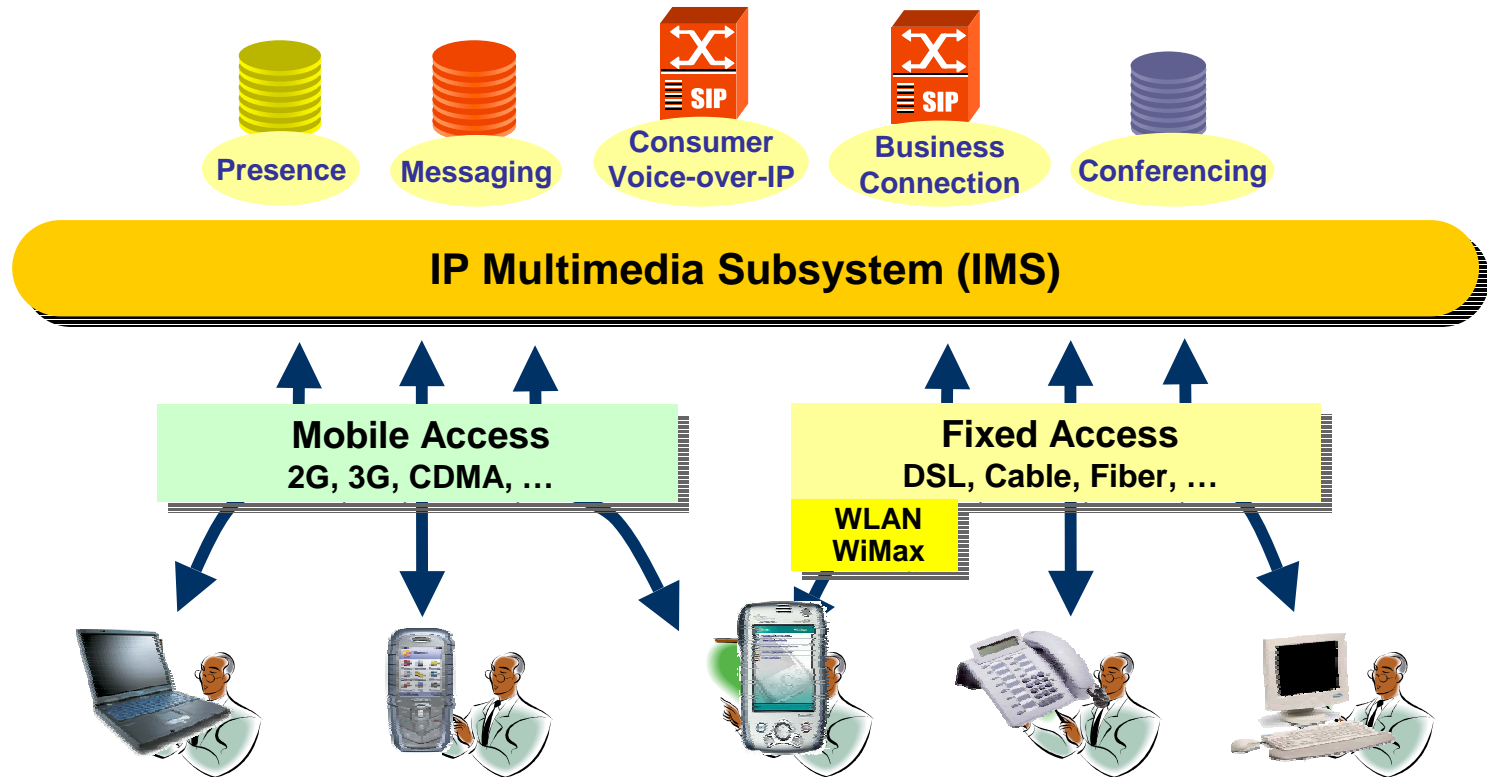 SIP
SIP
Presence
Messaging
Consumer
Voice-over-IP
Business
Connection
Conferencing
IP Multimedia Subsystem (IMS)
Mobile Access
2G, 3G, CDMA, …
Fixed Access
DSL, Cable, Fiber, …
WLAN
WiMax